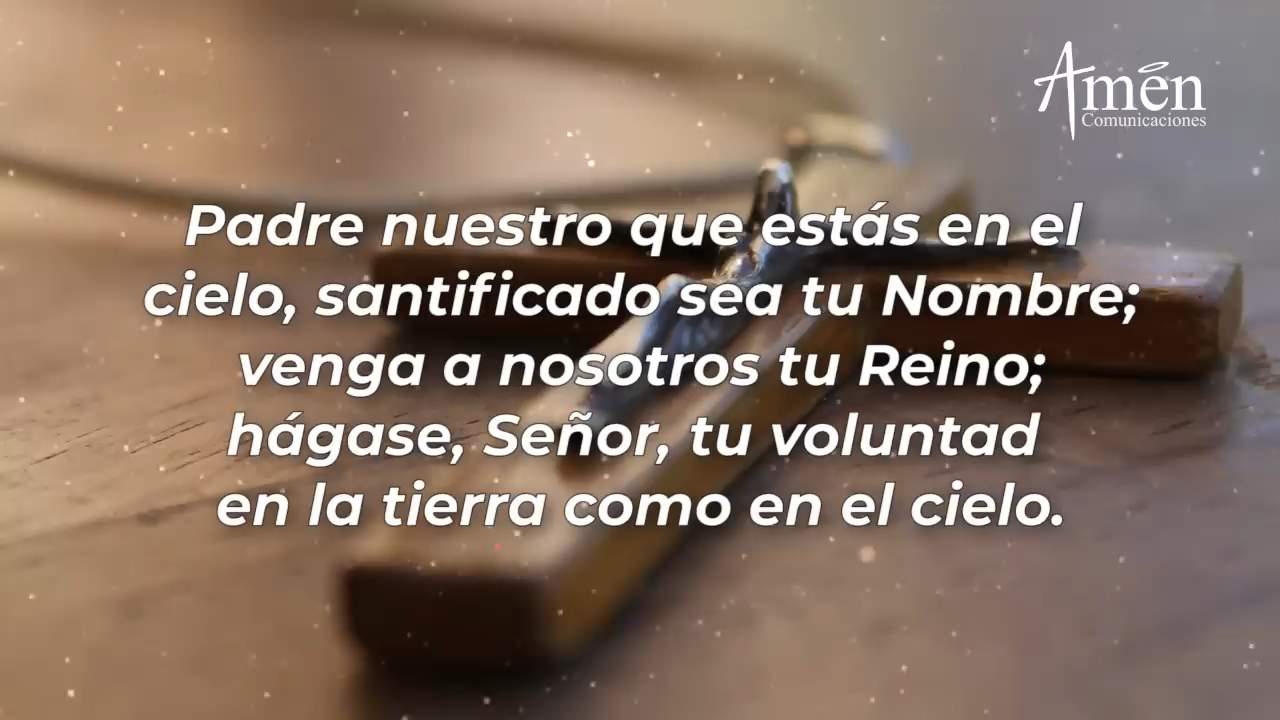 Amén
Comunicaciones
Padre nuestro que estás en el
cielo, santificado sea tu Nombre;
venga a nosotros tu Reino;
hágase, Señor, tu voluntad
en la tierra como en el cielo.